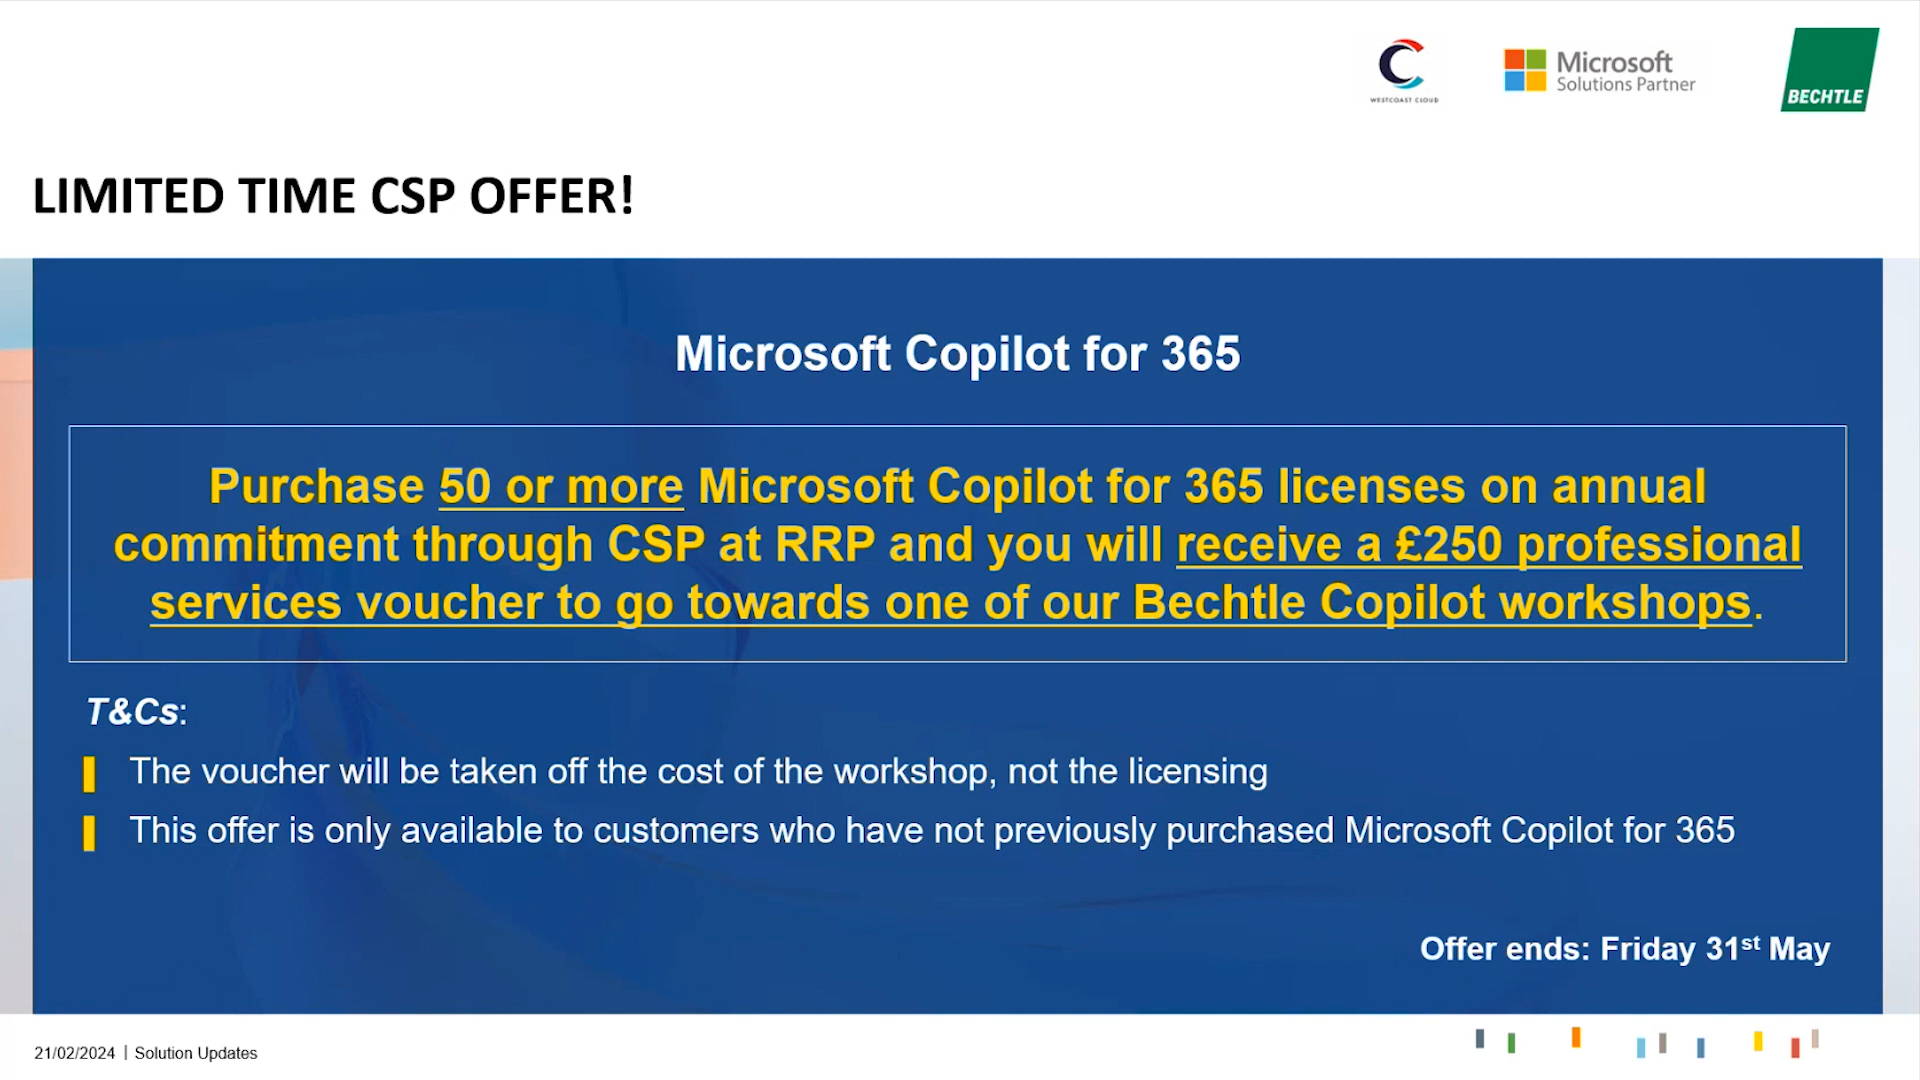 WESTCOAST CLOUD
Microsoft
Solutions Partner
BECHTLE
LIMITED TIME CSP OFFER!
Microsoft Copilot for 365
Purchase 50 or more Microsoft Copilot for 365 licenses on annual
commitment through CSP at RRP and you will receive a £250 professional
services voucher to go towards one of our Bechtle Copilot workshops.
T&Cs:
The voucher will be taken off the cost of the workshop, not the licensing
This offer is only available to customers who have not previously purchased Microsoft Copilot for 365
Offer ends: Friday 31st May
21/02/2024 | Solution Updates